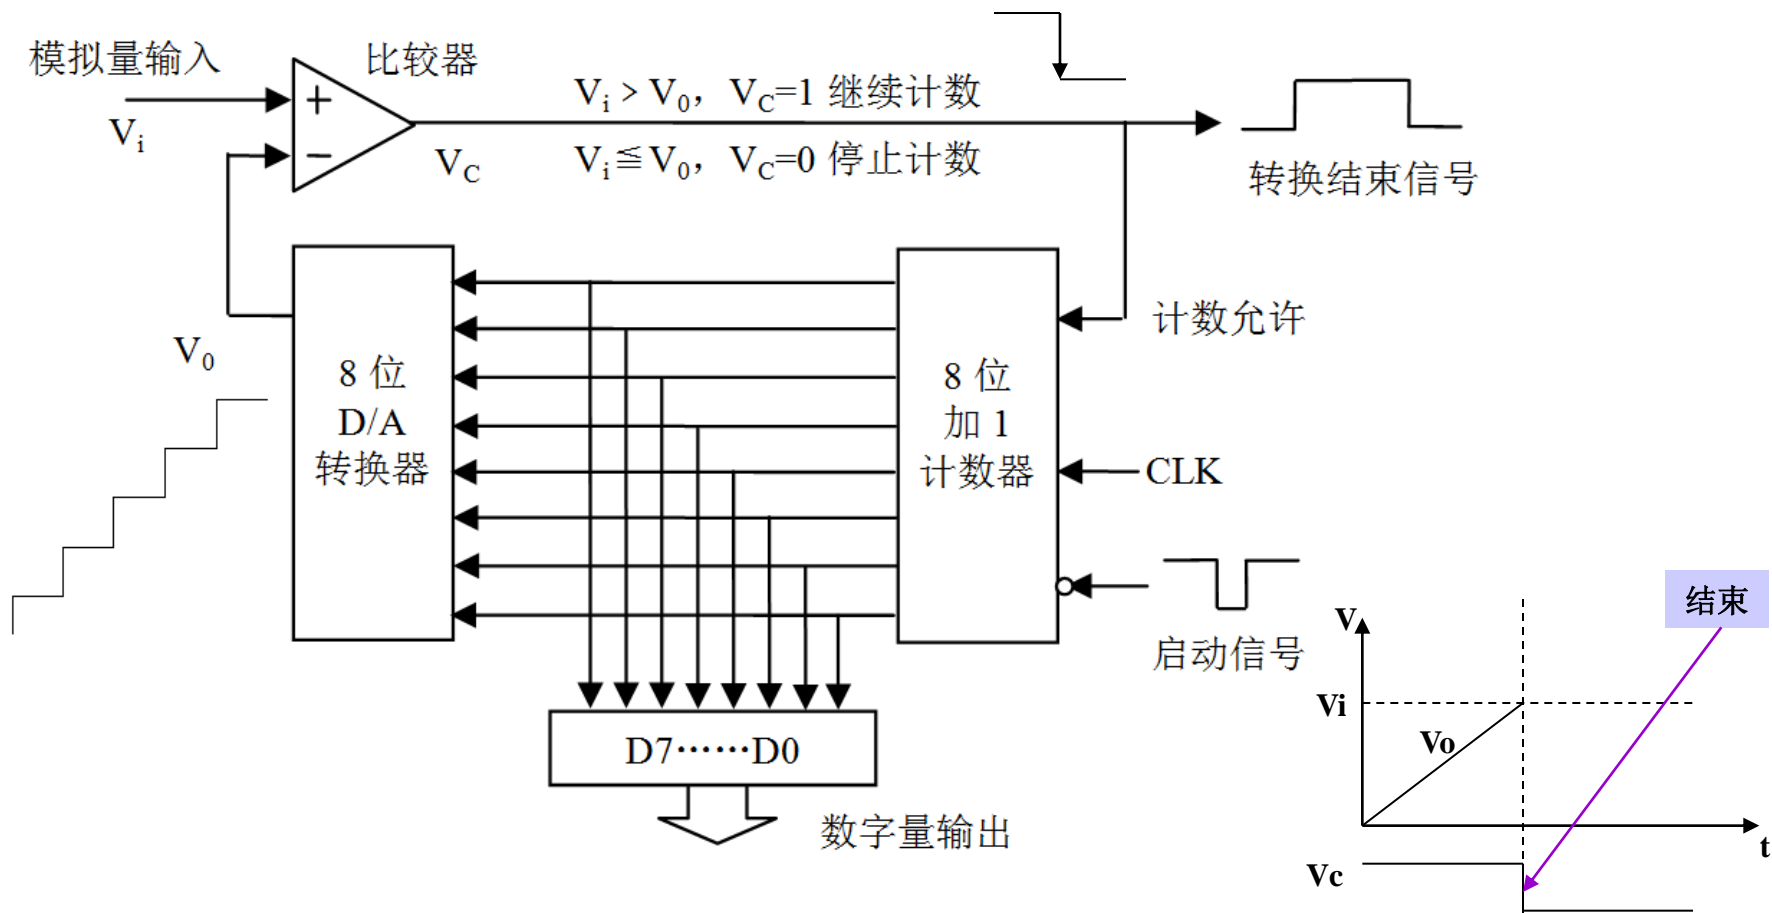 模拟量输入
比较器
Vi > V0，VC=1 继续计数
Vi
+
−
VC
Vi≦V0，VC=0 停止计数
转换结束信号
V0
8 位
D/A
转换器
8 位
加 1
计数器
计数允许
CLK
启动信号
D7……D0
数字量输出
结束
V
Vi
Vo
t
Vc